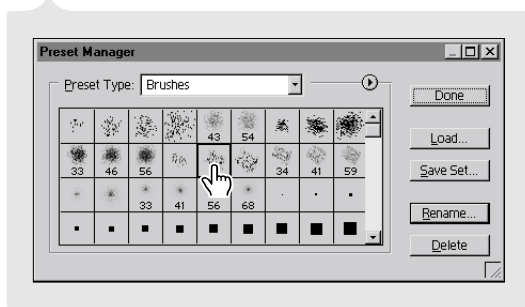 Preset Manager
Preset Type: Brushes
Done
43 54
Load...
33 46 56 34 41 59
Save Set...
33 41 56 68
Rename...
Delete